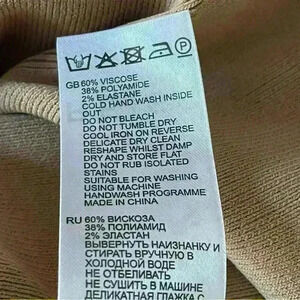 P
GB 60% VISCOSE
38% POLYAMIDE
2% ELASTANE
COLD HAND WASH INSIDE
OUT
DO NOT BLEACH
DO NOT TUMBLE DRY
COOL IRON ON REVERSE
DELICATE DRY CLEAN
RESHAPE WHILST DAMP
DRY AND STORE FLAT
DO NOT RUB ISOLATED
STAINS
SUITABLE FOR WASHING
USING MACHINE
HANDWASH PROGRAMME
MADE IN CHINA
RU 60% ВИСКОЗА
38% ПОЛИАМИД
2% ЭЛАСТАН
ВЫВЕРНУТЬ НАИЗНАНКУ И
СТИРАТЬ ВРУЧНУЮ В
ХОЛОДНОЙ ВОДЕ
НЕ ОТБЕЛИВАТЬ
НЕ СУШИТЬ В МАШИНЕ
ДЕЛИКАТНАЯ ГЛАЖКА С